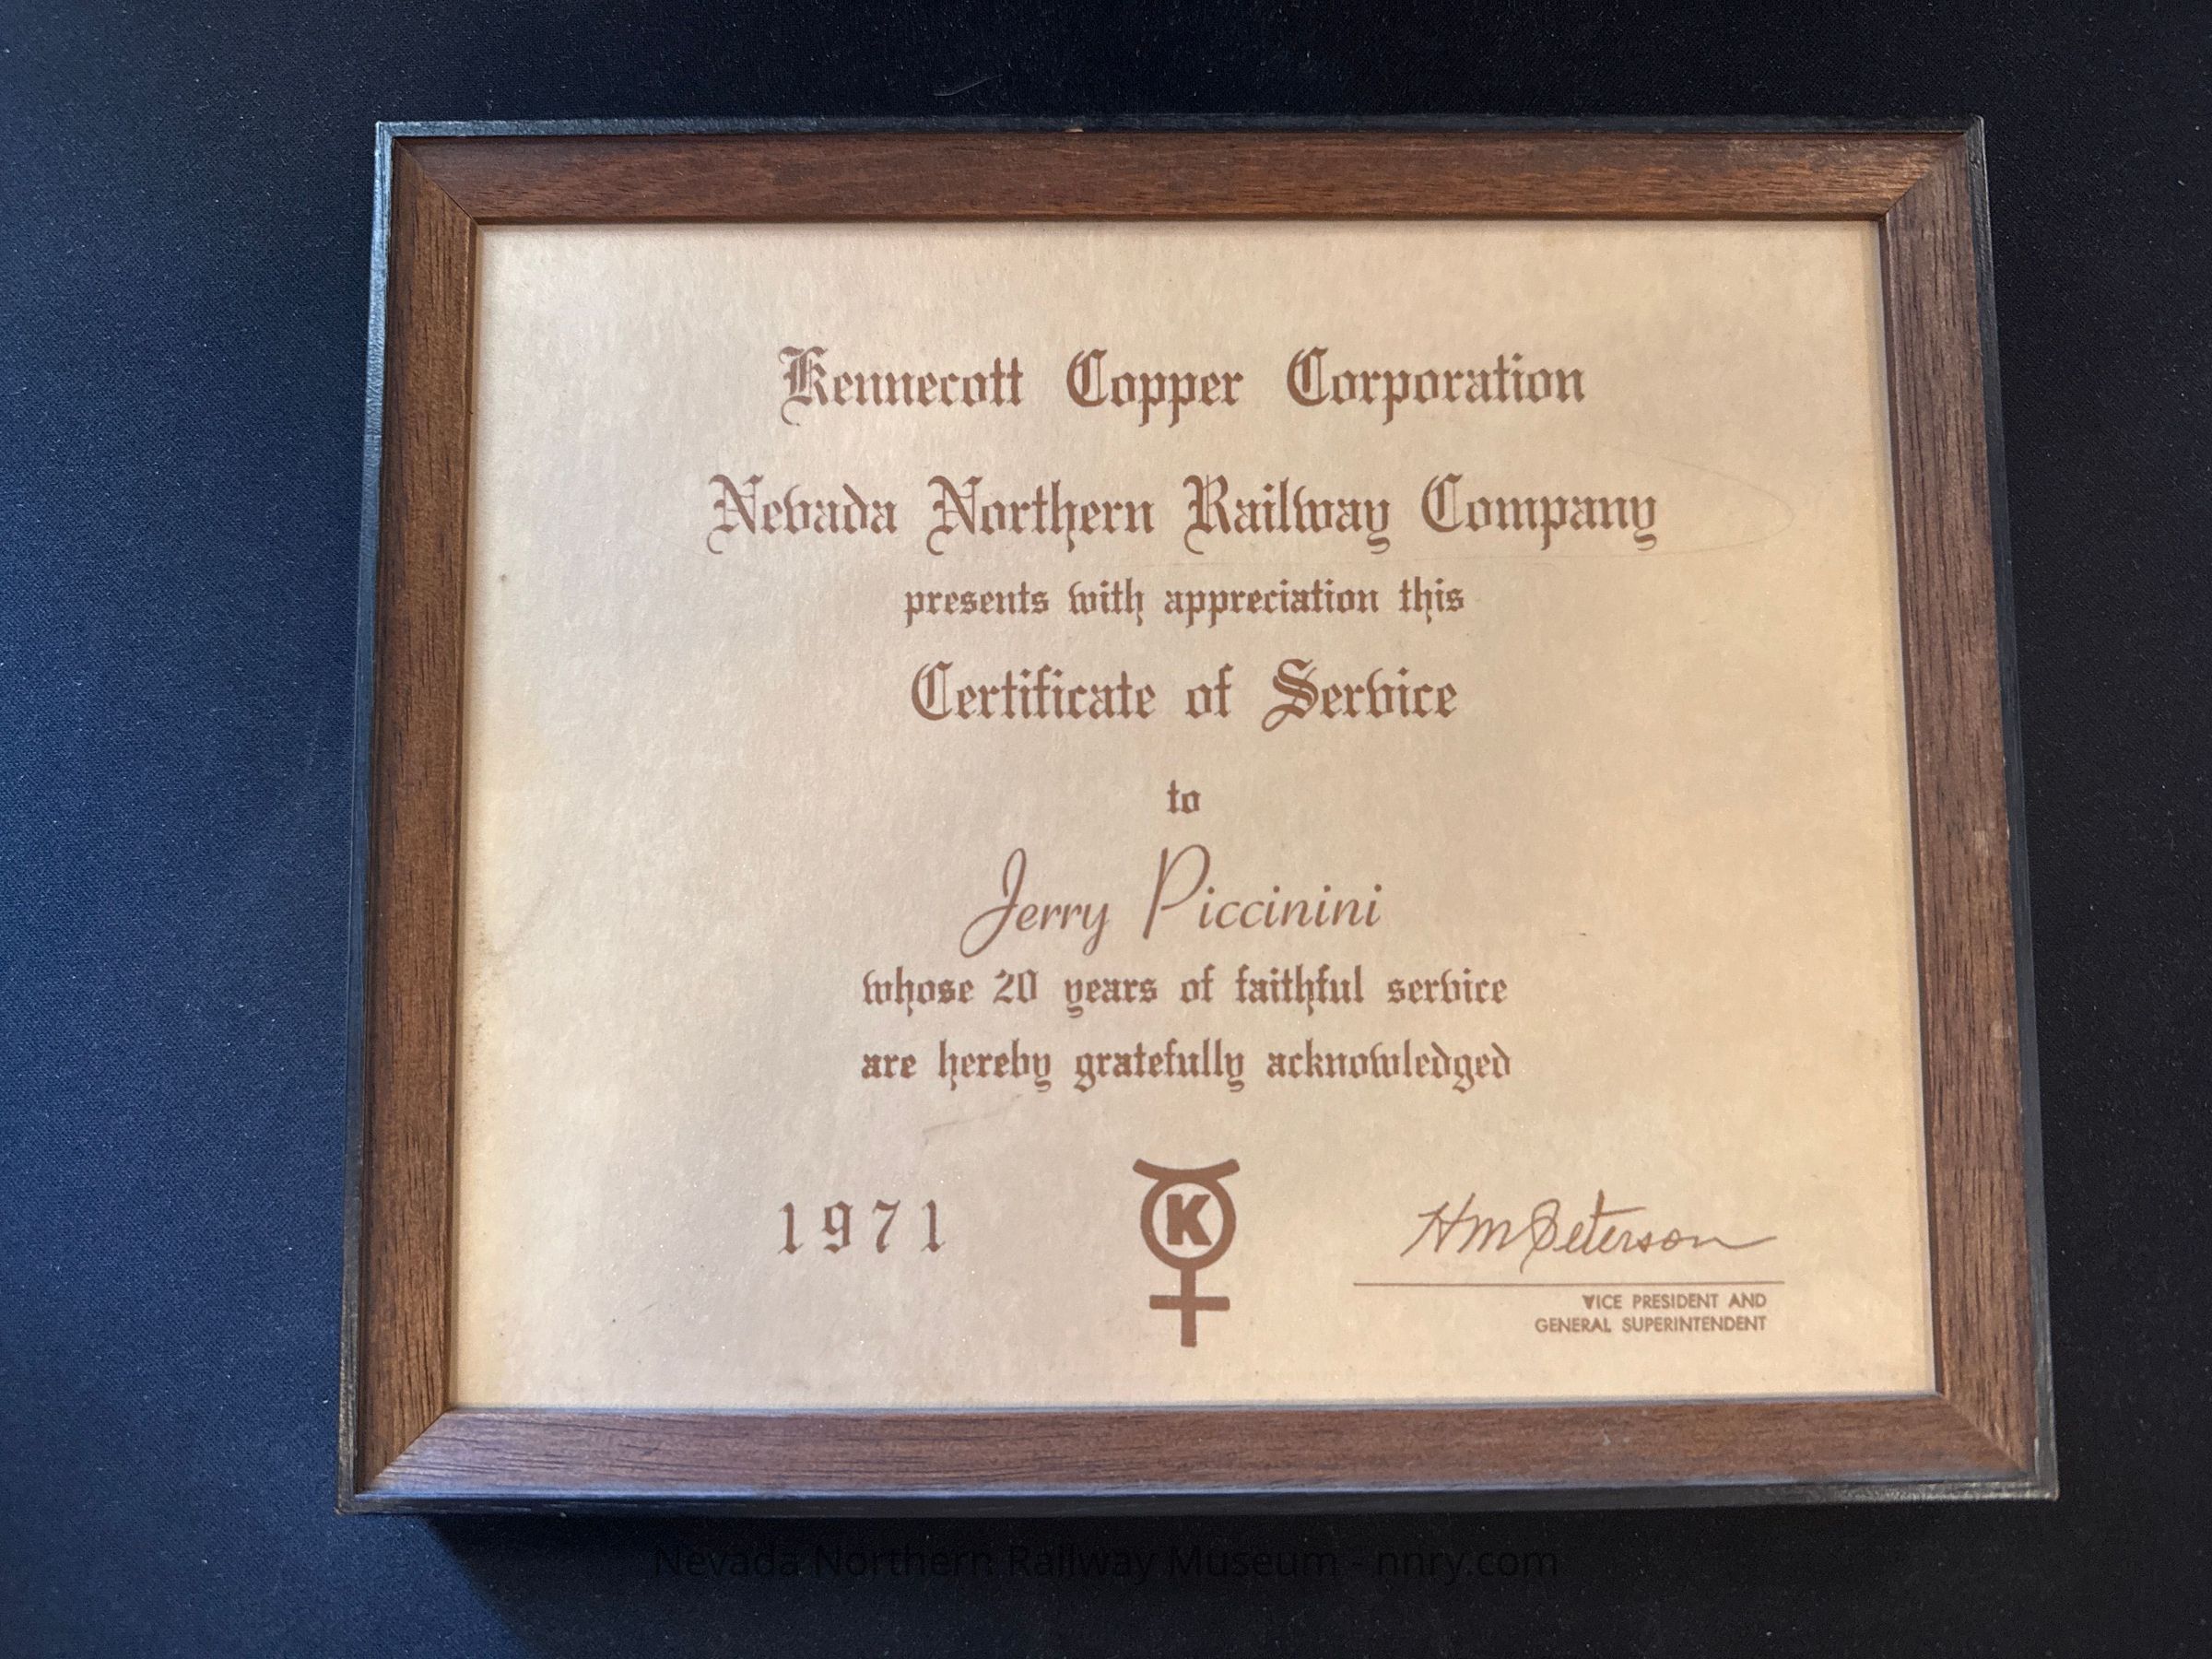 Kennecott Copper Corporation
Nevada Northern Railway Company
presents with appreciation this
Certificate of Service
to
Jerry Piccinini
whose 20 years of faithful service
are hereby gratefully acknowledged
1971
K
HM Peterson
VICE PRESIDENT AND
GENERAL SUPERINTENDENT
Nevada Northern Railway Museum - nnry.com